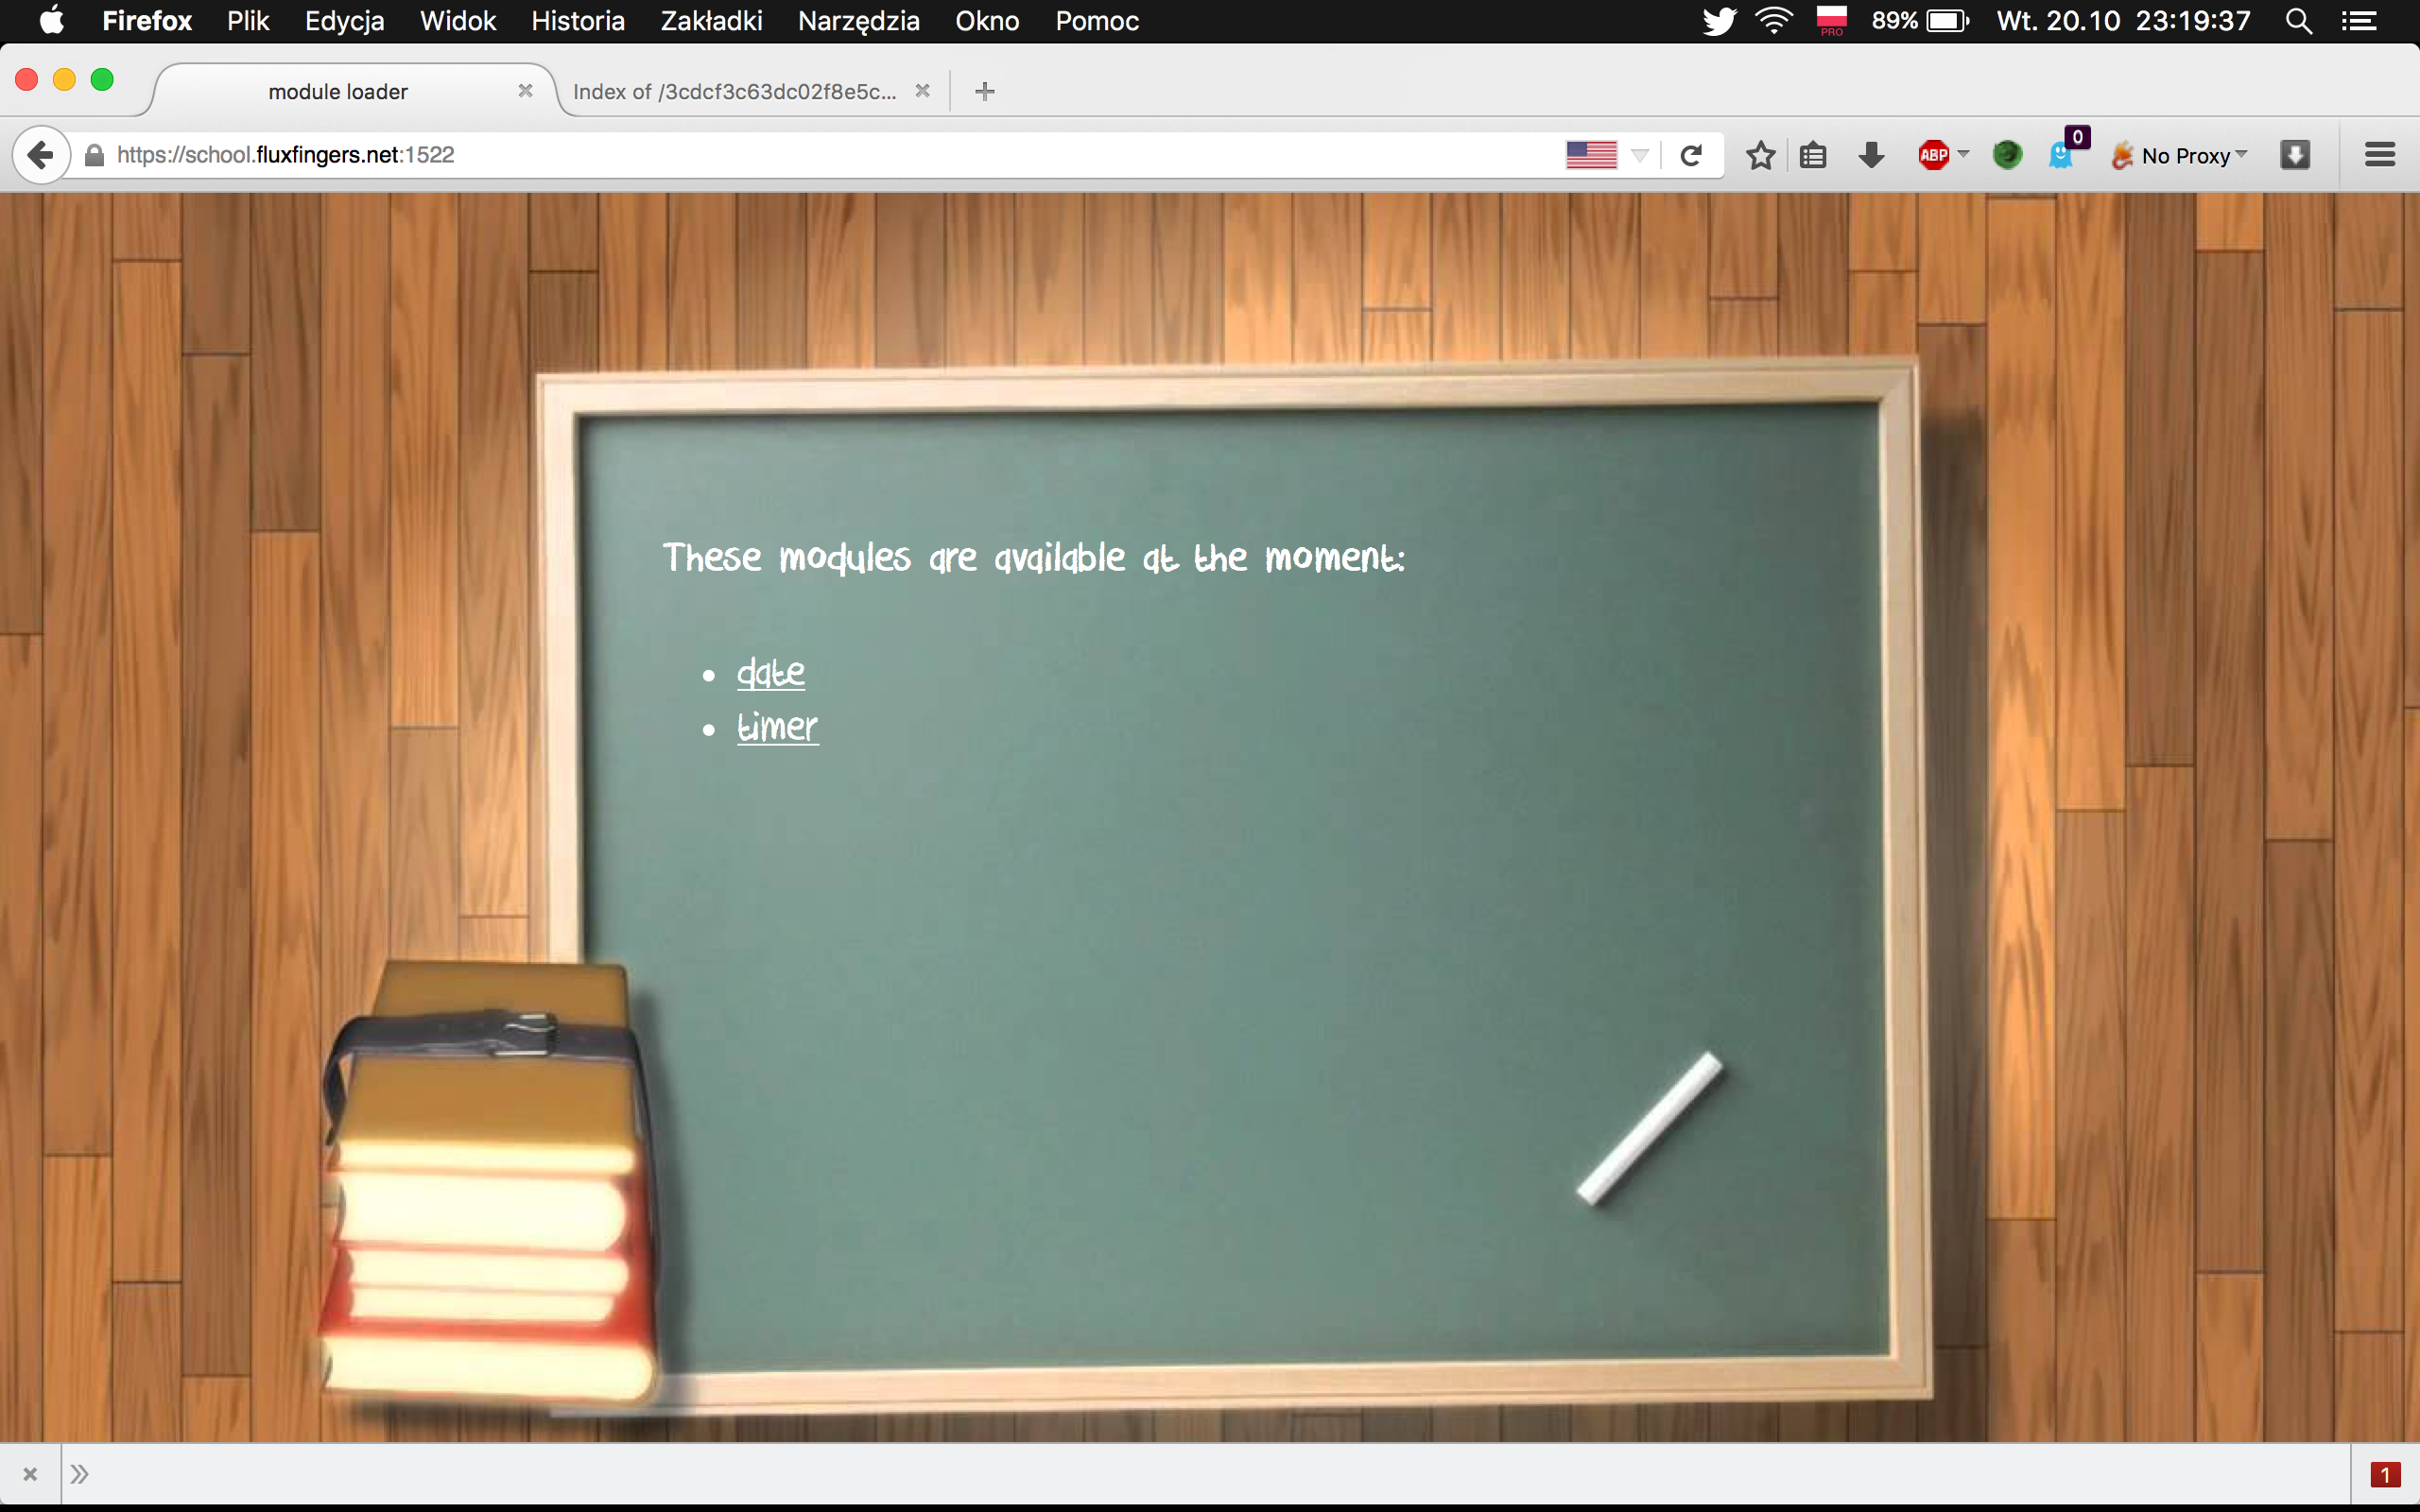 Firefox Plik Edycja Widok Historia Zakładki Narzędzia Okno Pomoc PRO 89% Wt. 20.10 23:19:37
module loader Index of /3cdcf3c63dc02f8e5c...
https://school.fluxfingers.net:1522 ABP 0 No Proxy
These modules are available at the moment:
date
timer
1